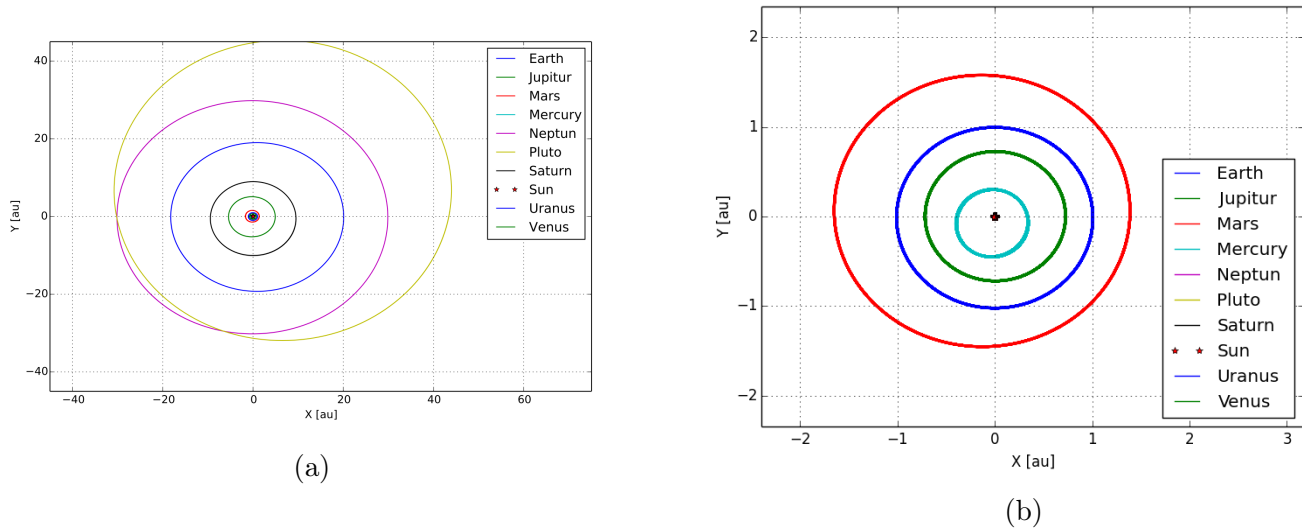 40
20
0
−20
−40
Y [au]
−40
−20
0
20
40
60
X [au]
Earth
Jupitur
Mars
Mercury
Neptun
Pluto
Saturn
Sun
Uranus
Venus
(a)
2
1
0
−1
−2
Y [au]
−2
−1
0
1
2
3
X [au]
Earth
Jupitur
Mars
Mercury
Neptun
Pluto
Saturn
Sun
Uranus
Venus
(b)